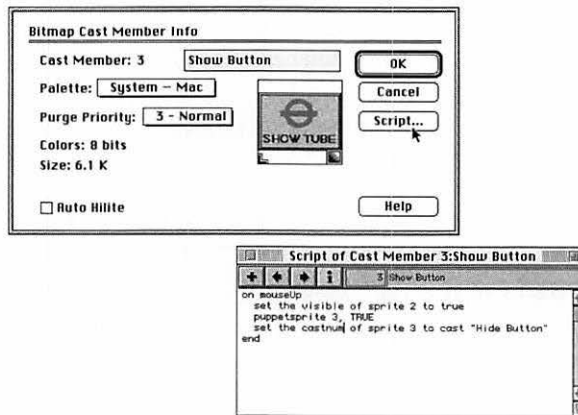 Bitmap Cast Member Info
Cast Member: 3 Show Button
OK
Palette: System – Mac
Cancel
Purge Priority: 3 - Normal
Script...
SHOW TUBE
Colors: 8 bits
Size: 6.1 K
Auto Hilite
Help
Script of Cast Member 3:Show Button
3 Show Button
on mouseUp
set the visible of sprite 2 to true
puppetsprite 3, TRUE
set the castnum of sprite 3 to cast "Hide Button"
end